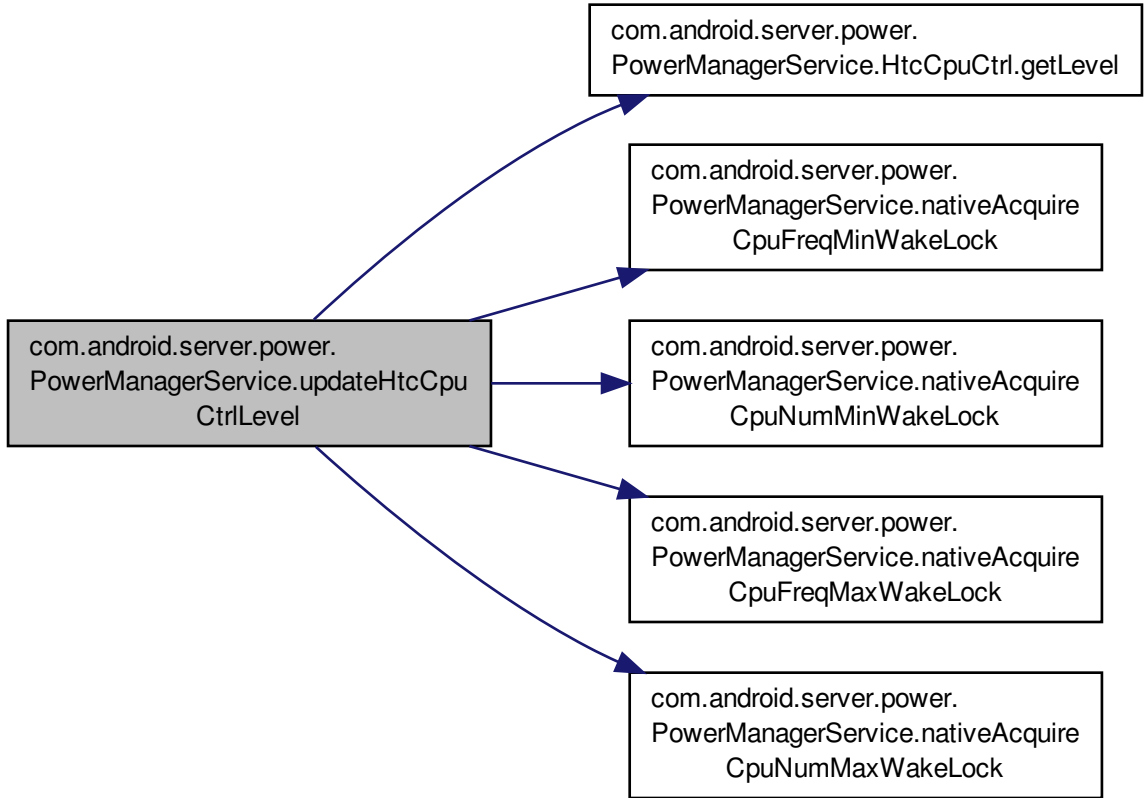 com.android.server.power.
PowerManagerService.HtcCpuCtrl.getLevel
com.android.server.power.
PowerManagerService.nativeAcquire
CpuFreqMinWakeLock
com.android.server.power.
PowerManagerService.updateHtcCpu
CtrlLevel
com.android.server.power.
PowerManagerService.nativeAcquire
CpuNumMinWakeLock
com.android.server.power.
PowerManagerService.nativeAcquire
CpuFreqMaxWakeLock
com.android.server.power.
PowerManagerService.nativeAcquire
CpuNumMaxWakeLock